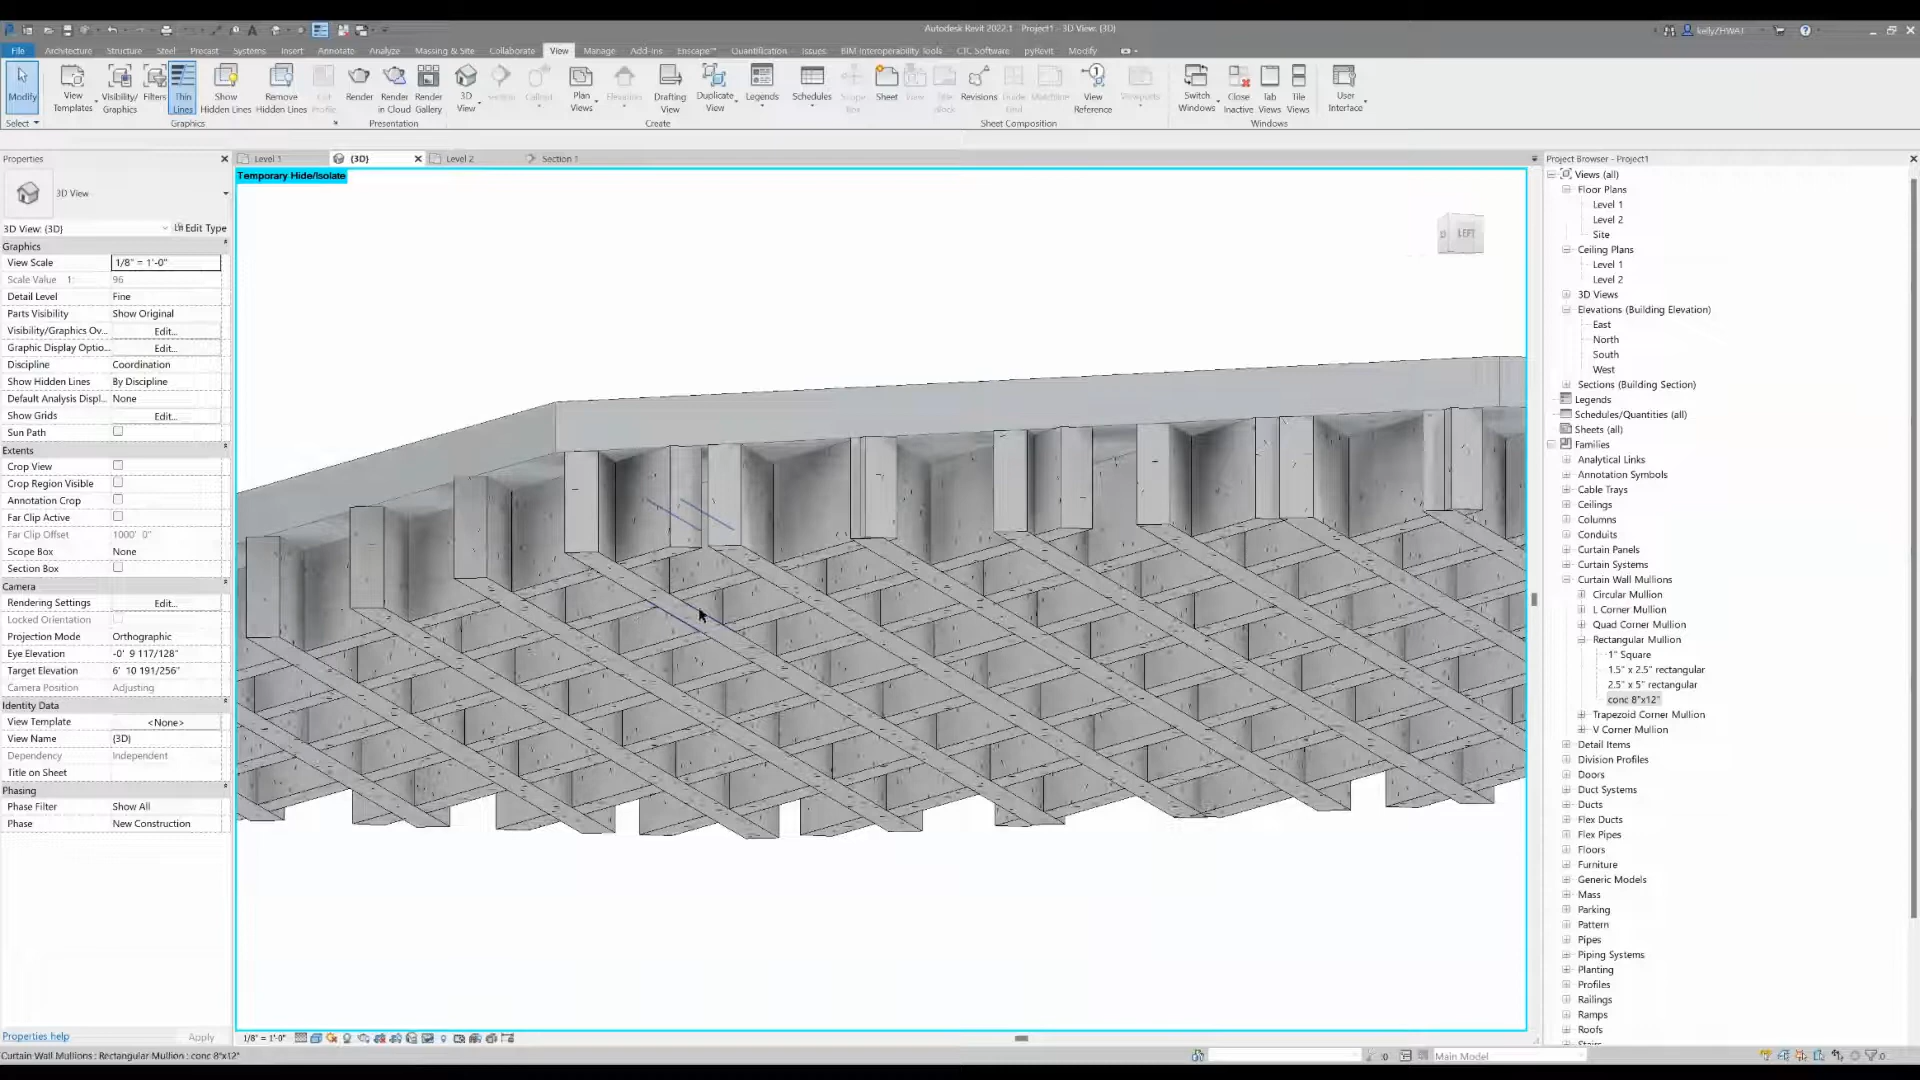 Autodesk Revit 2022.1 - Project1 - 3D View: {3D}
kellyZHWAJ
File Architecture Structure Steel Precast Systems Insert Annotate Analyze Massing & Site Collaborate View Manage Add-Ins Enscape™ Quantification Issues BIM Interoperability Tools CTC Software pyRevit Modify
Modify
View Templates
Visibility/ Graphics
Filters
Thin Lines
Show Hidden Lines
Remove Hidden Lines
Render
Render in Cloud
Render Gallery
3D View
Section
Callout
Plan Views
Elevations
Drafting View
Duplicate View
Legends
Schedules
Scope Box
Sheet
View
Title Block
Revisions
Guide Grid
Matchline
View Reference
Viewports
Switch Windows
Close Inactive
Tab Views
Tile Views
User Interface
Select
Graphics
Presentation
Create
Sheet Composition
Windows
Properties
Level 1
{3D}
Level 2
Section 1
Project Browser - Project1
Temporary Hide/Isolate
LEFT
3D View
3D View: {3D}
Edit Type
Graphics
View Scale 1/8" = 1'-0"
Scale Value 1: 96
Detail Level Fine
Parts Visibility Show Original
Visibility/Graphics Ov... Edit...
Graphic Display Optio... Edit...
Discipline Coordination
Show Hidden Lines By Discipline
Default Analysis Displ... None
Show Grids Edit...
Sun Path
Extents
Crop View
Crop Region Visible
Annotation Crop
Far Clip Active
Far Clip Offset 1000' 0"
Scope Box None
Section Box
Camera
Rendering Settings Edit...
Locked Orientation
Projection Mode Orthographic
Eye Elevation -0' 9 117/128"
Target Elevation 6' 10 191/256"
Camera Position Adjusting
Identity Data
View Template <None>
View Name {3D}
Dependency Independent
Title on Sheet
Phasing
Phase Filter Show All
Phase New Construction
Properties help
Apply
Views (all)
Floor Plans
Level 1
Level 2
Site
Ceiling Plans
Level 1
Level 2
3D Views
Elevations (Building Elevation)
East
North
South
West
Sections (Building Section)
Legends
Schedules/Quantities (all)
Sheets (all)
Families
Analytical Links
Annotation Symbols
Cable Trays
Ceilings
Columns
Conduits
Curtain Panels
Curtain Systems
Curtain Wall Mullions
Circular Mullion
L Corner Mullion
Quad Corner Mullion
Rectangular Mullion
1" Square
1.5" x 2.5" rectangular
2.5" x 5" rectangular
conc 8"x12"
Trapezoid Corner Mullion
V Corner Mullion
Detail Items
Division Profiles
Doors
Duct Systems
Ducts
Flex Ducts
Flex Pipes
Floors
Furniture
Generic Models
Mass
Parking
Pattern
Pipes
Piping Systems
Planting
Profiles
Railings
Ramps
Roofs
Stairs
1/8" = 1'-0"
Curtain Wall Mullions : Rectangular Mullion : conc 8"x12"
:0
Main Model
:0